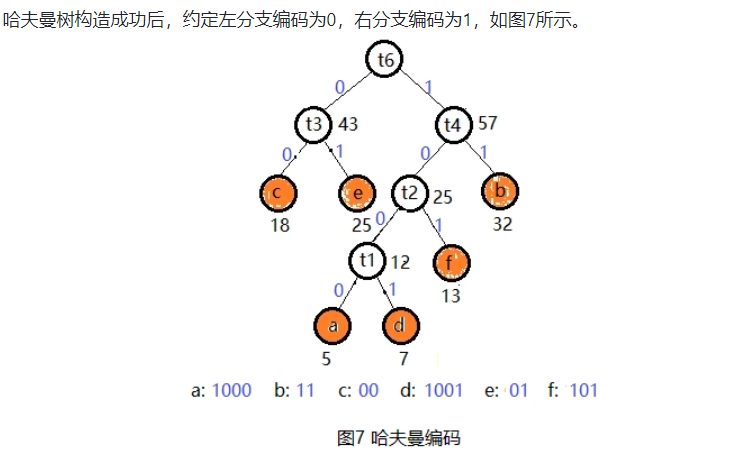 哈夫曼树构造成功后，约定左分支编码为0，右分支编码为1，如图7所示。
t6
0 1
t3 43 t4 57
0 1 0 1
c e t2 25 b
18 25 0 1 32
t1 12 f
0 1 13
a d
5 7
a: 1000 b: 11 c: 00 d: 1001 e: 01 f: 101
图7 哈夫曼编码